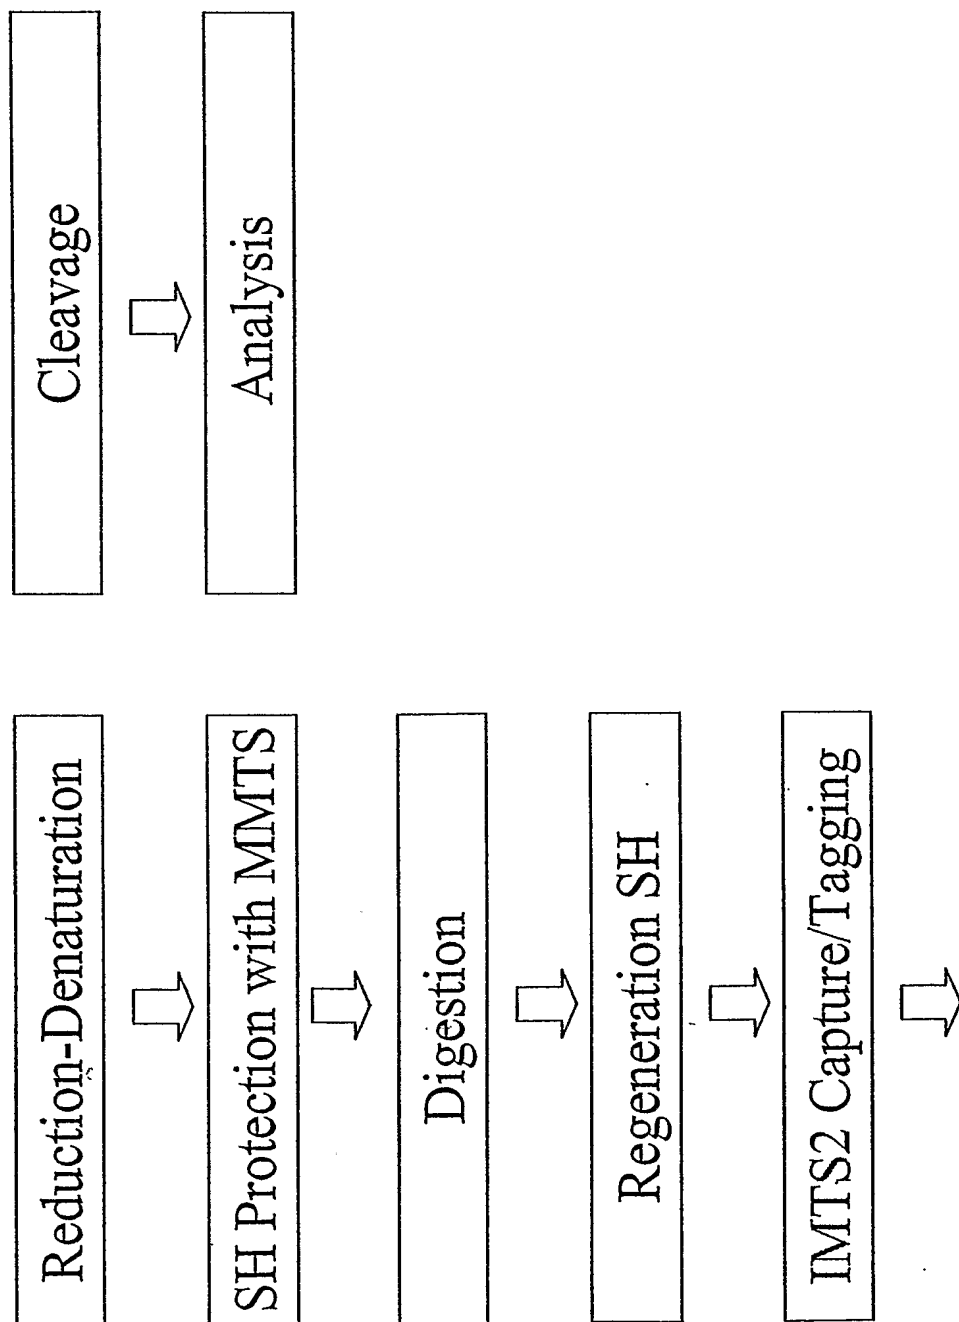 Reduction-Denaturation
SH Protection with MMTS
Digestion
Regeneration SH
IMTS2 Capture/Tagging
Cleavage
Analysis